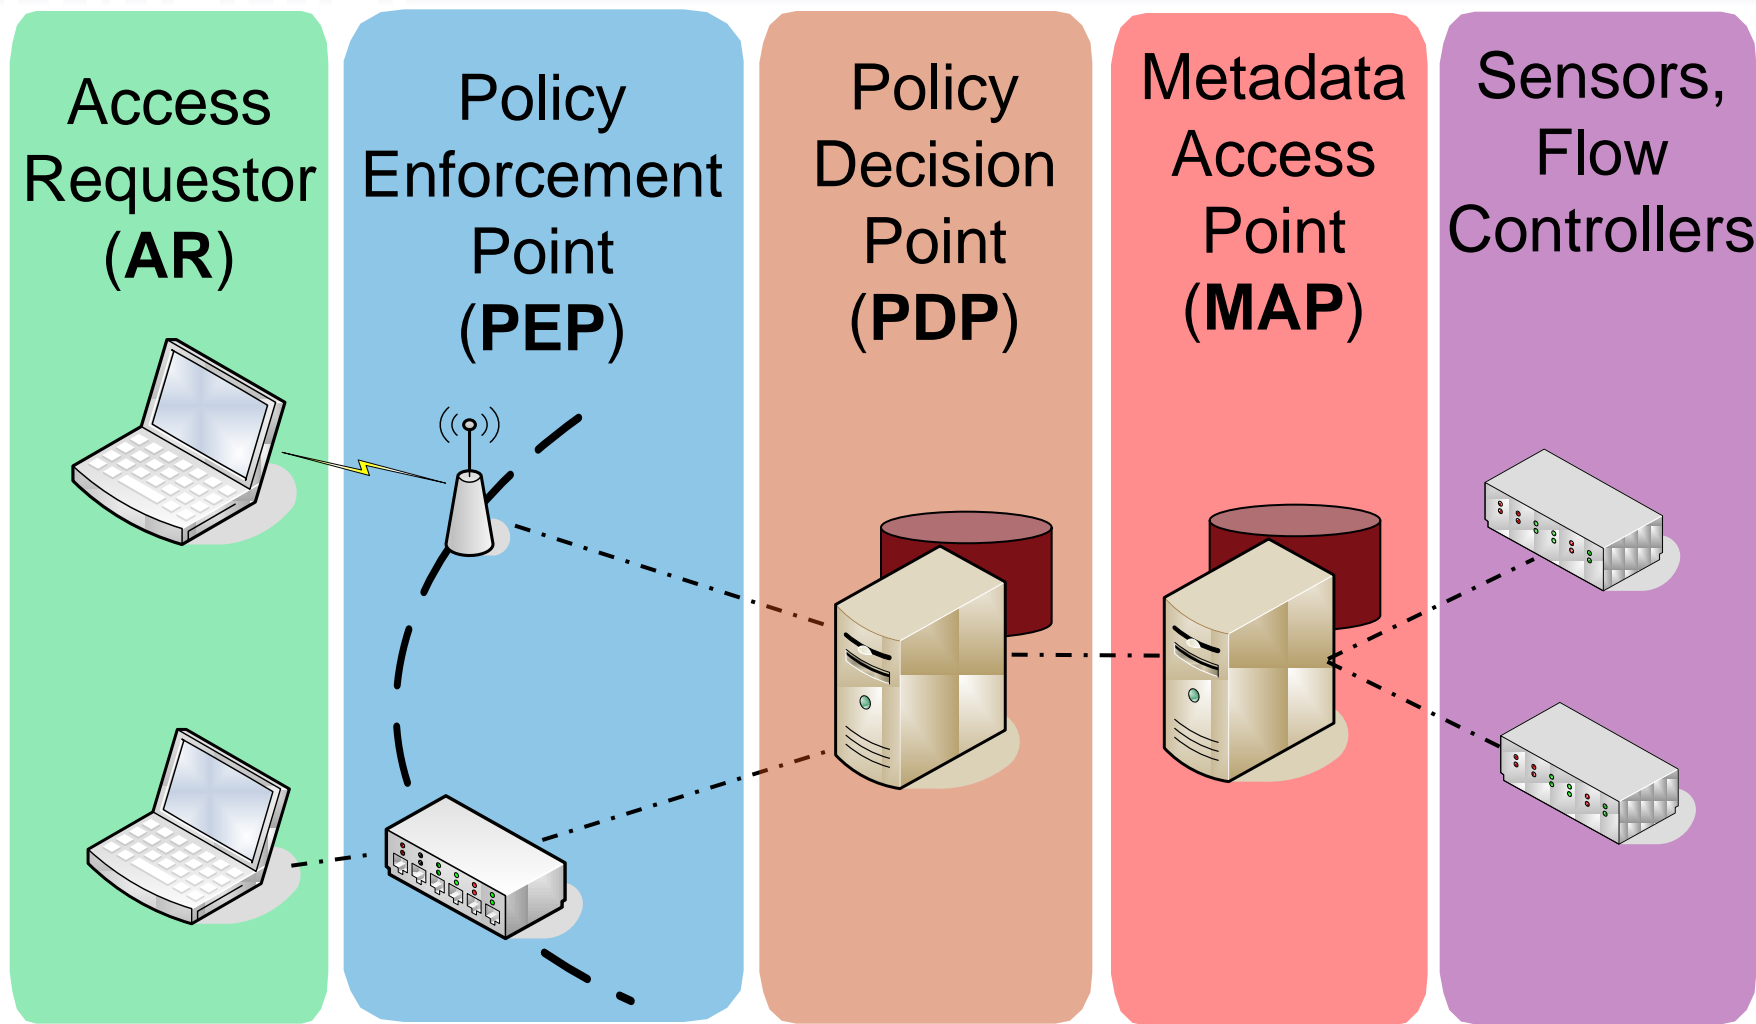 Access
Requestor
(AR)
Policy
Enforcement
Point
(PEP)
Policy
Decision
Point
(PDP)
Metadata
Access
Point
(MAP)
Sensors,
Flow
Controllers